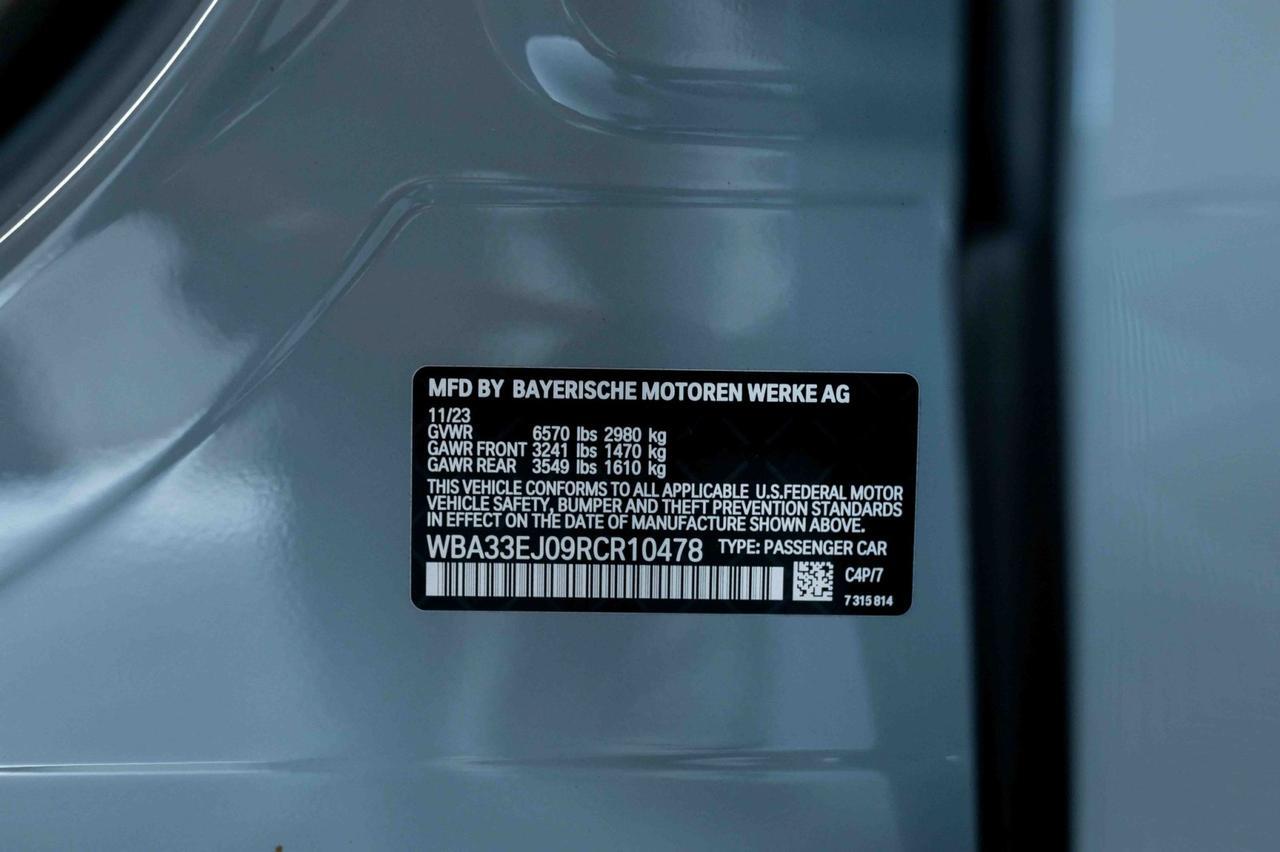 MFD BY BAYERISCHE MOTOREN WERKE AG
11/23
GVWR 6570 lbs 2980 kg
GAWR FRONT 3241 lbs 1470 kg
GAWR REAR 3549 lbs 1610 kg
THIS VEHICLE CONFORMS TO ALL APPLICABLE U.S.FEDERAL MOTOR
VEHICLE SAFETY, BUMPER AND THEFT PREVENTION STANDARDS
IN EFFECT ON THE DATE OF MANUFACTURE SHOWN ABOVE.
WBA33EJ09RCR10478 TYPE: PASSENGER CAR
C4P/7
7 315 814